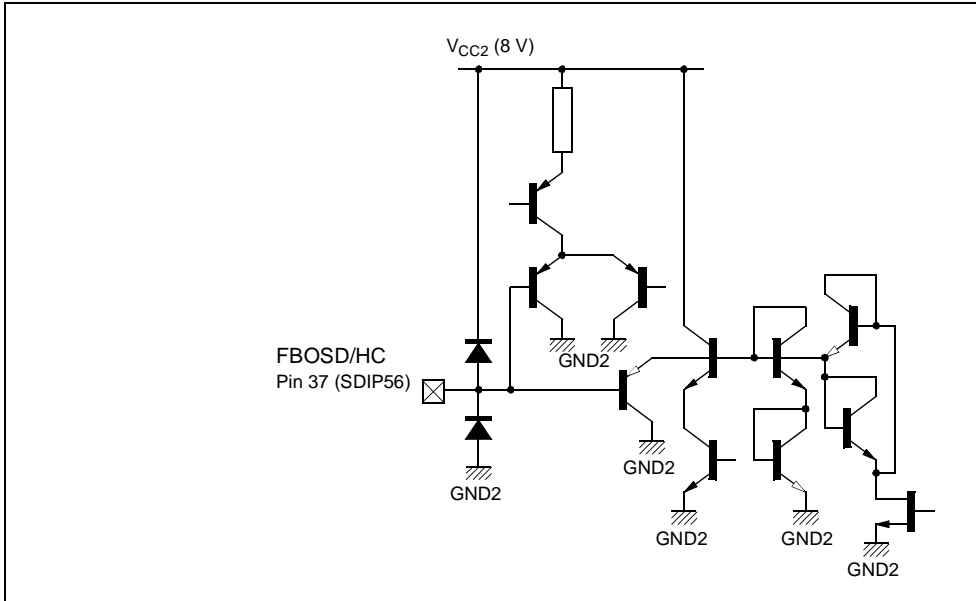 VCC2 (8 V)
GND2
FBOSD/HC
Pin 37 (SDIP56)
GND2
GND2
GND2
GND2
GND2